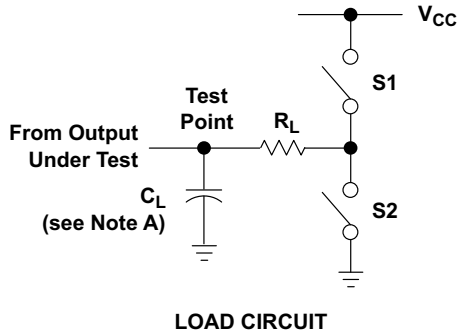 VCC
S1
Test
Point
RL
From Output
Under Test
CL
(see Note A)
S2
LOAD CIRCUIT